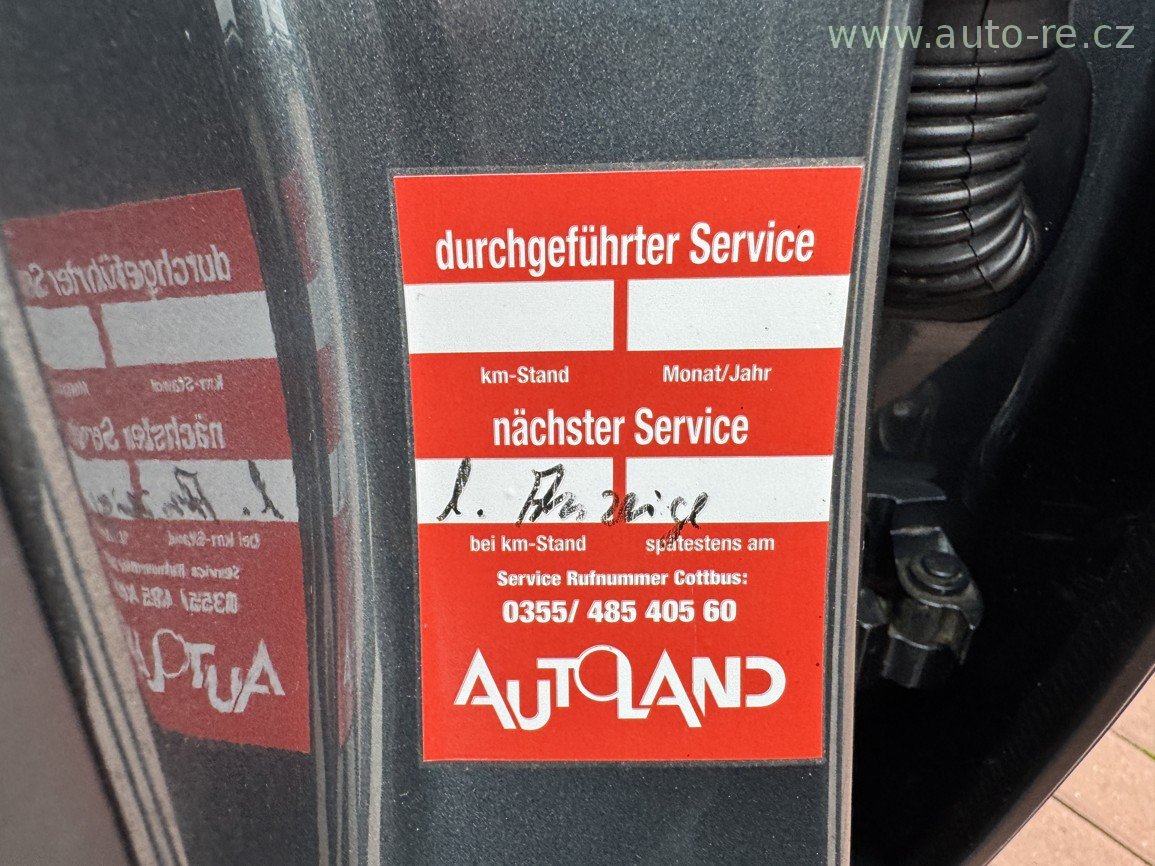 www.auto-re.cz
durchgeführter Service
km-Stand Monat/Jahr
nächster Service
l. Anzeige
bei km-Stand spätestens am
Service Rufnummer Cottbus:
0355/ 485 405 60
AUTOLAND